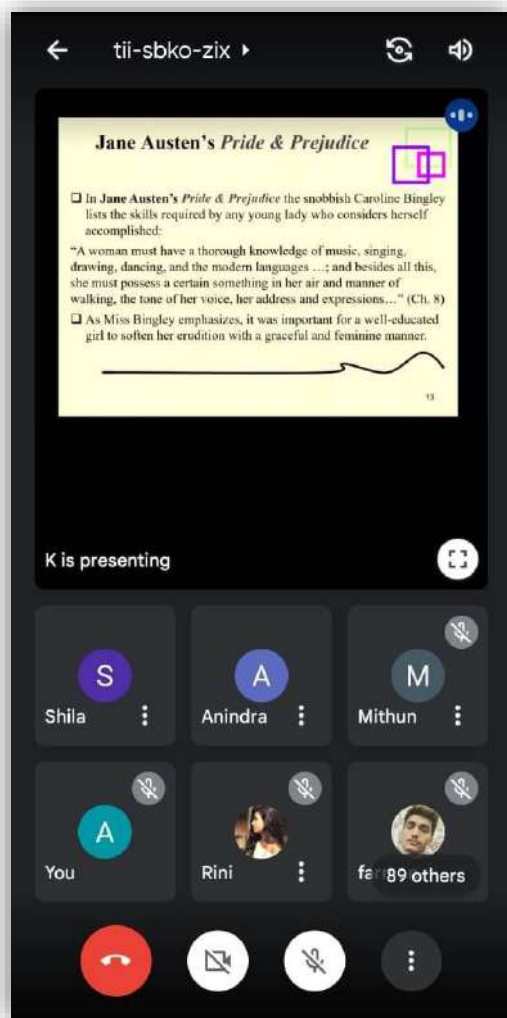 tii-sbko-zix
Jane Austen's Pride & Prejudice
In Jane Austen's Pride & Prejudice the snobbish Caroline Bingley
lists the skills required by any young lady who considers herself
accomplished:
“A woman must have a thorough knowledge of music, singing,
drawing, dancing, and the modern languages …; and besides all this,
she must possess a certain something in her air and manner of
walking, the tone of her voice, her address and expressions…” (Ch. 8)
As Miss Bingley emphasizes, it was important for a well-educated
girl to soften her erudition with a graceful and feminine manner.
13
K is presenting
S
A
M
Shila
Anindra
Mithun
A
You
Rini
89 others